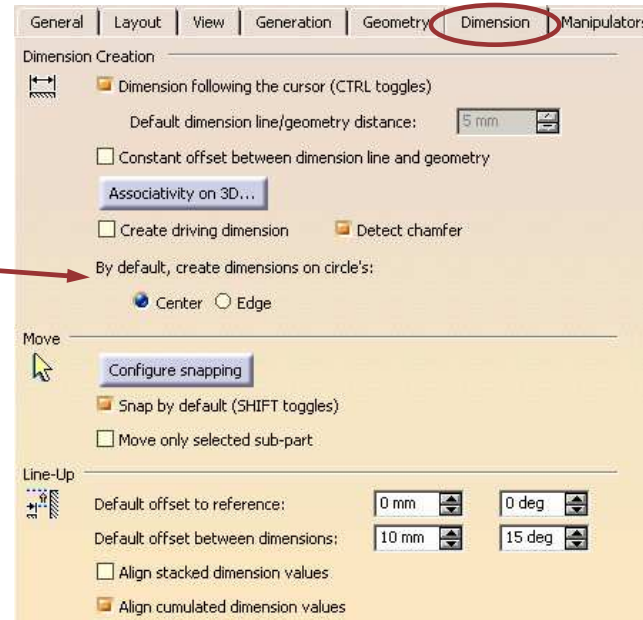 General Layout View Generation Geometry Dimension Manipulators
Dimension Creation
Dimension following the cursor (CTRL toggles)
Default dimension line/geometry distance: 5 mm
Constant offset between dimension line and geometry
Associativity on 3D...
Create driving dimension Detect chamfer
By default, create dimensions on circle's:
Center Edge
Move
Configure snapping
Snap by default (SHIFT toggles)
Move only selected sub-part
Line-Up
Default offset to reference: 0 mm 0 deg
Default offset between dimensions: 10 mm 15 deg
Align stacked dimension values
Align cumulated dimension values